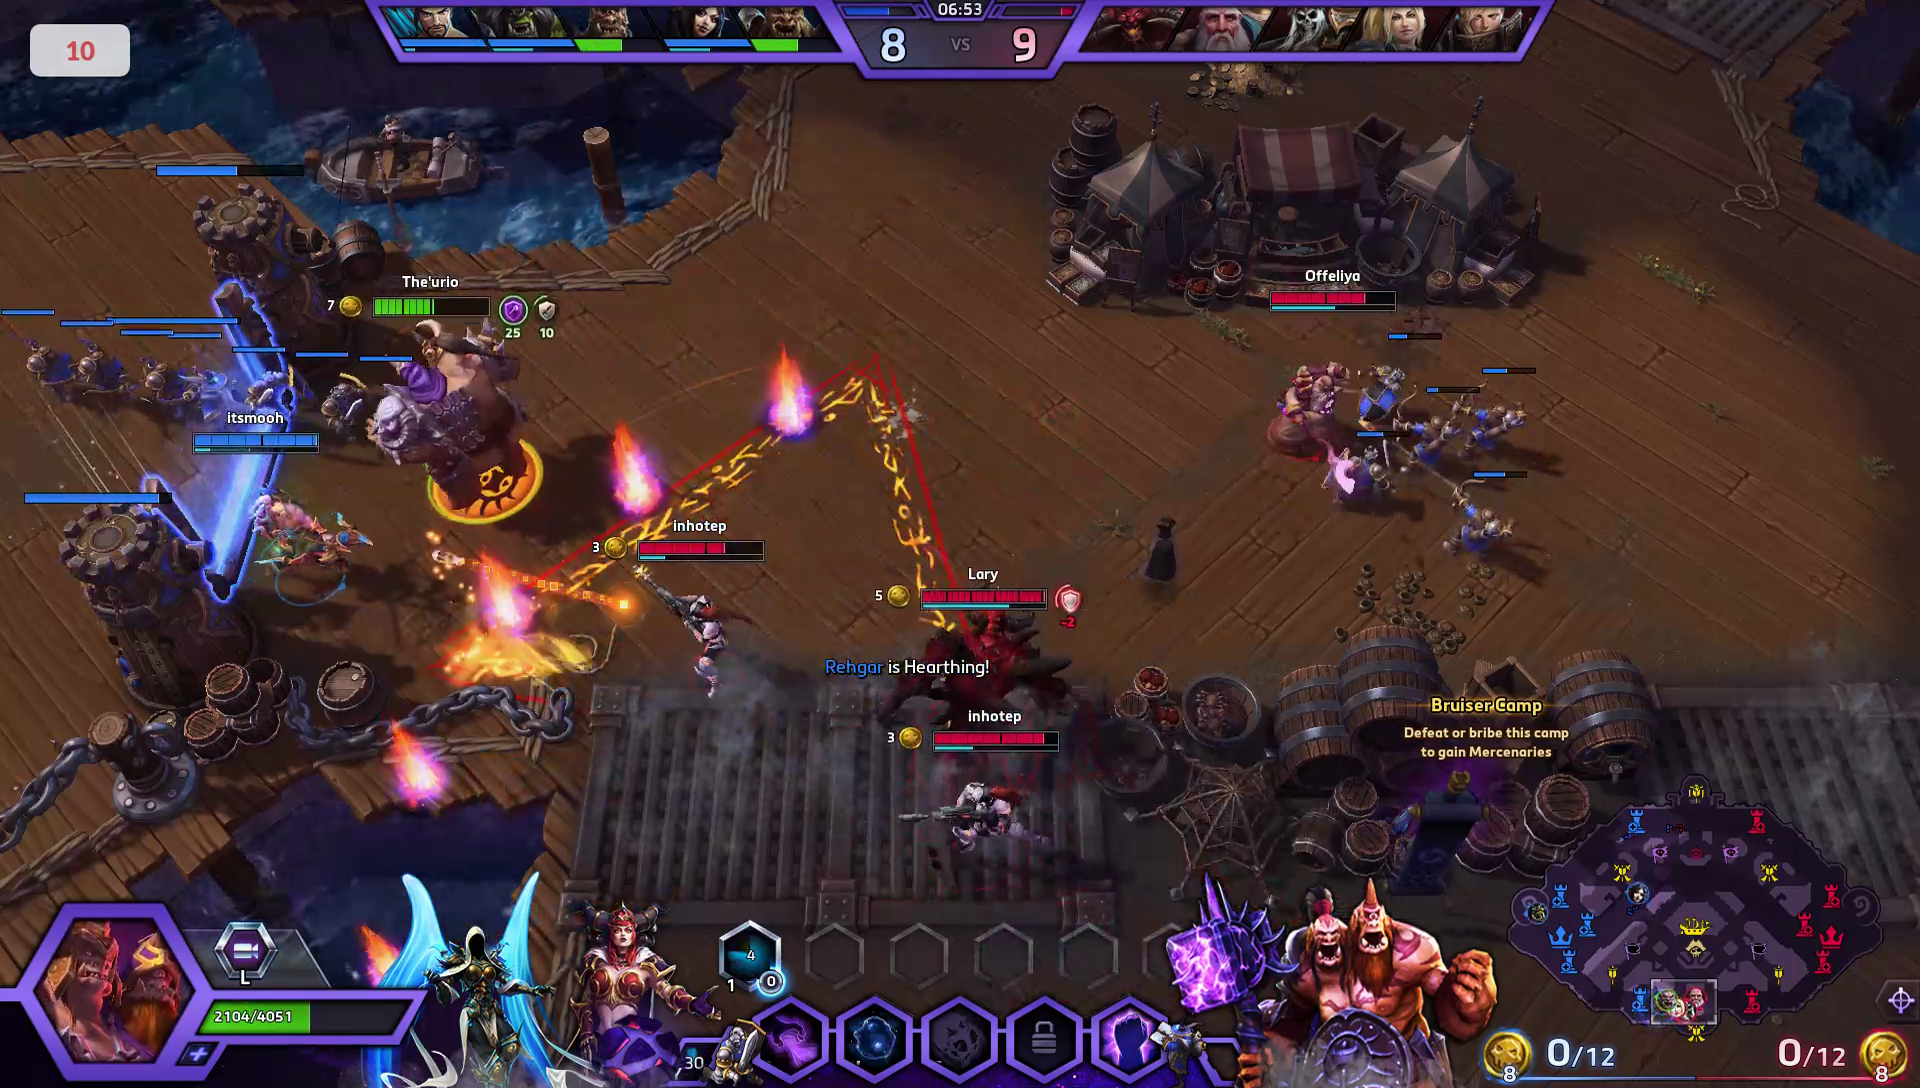 10
06:53
8 VS 9
The'urio
7
25
10
Offeliya
itsmooh
inhotep
3
Lary
5
-2
Rehgar is Hearthing!
inhotep
3
Bruiser Camp
Defeat or bribe this camp
to gain Mercenaries
L
4
1
0
2104/4051
30
0/12
8
0/12
8